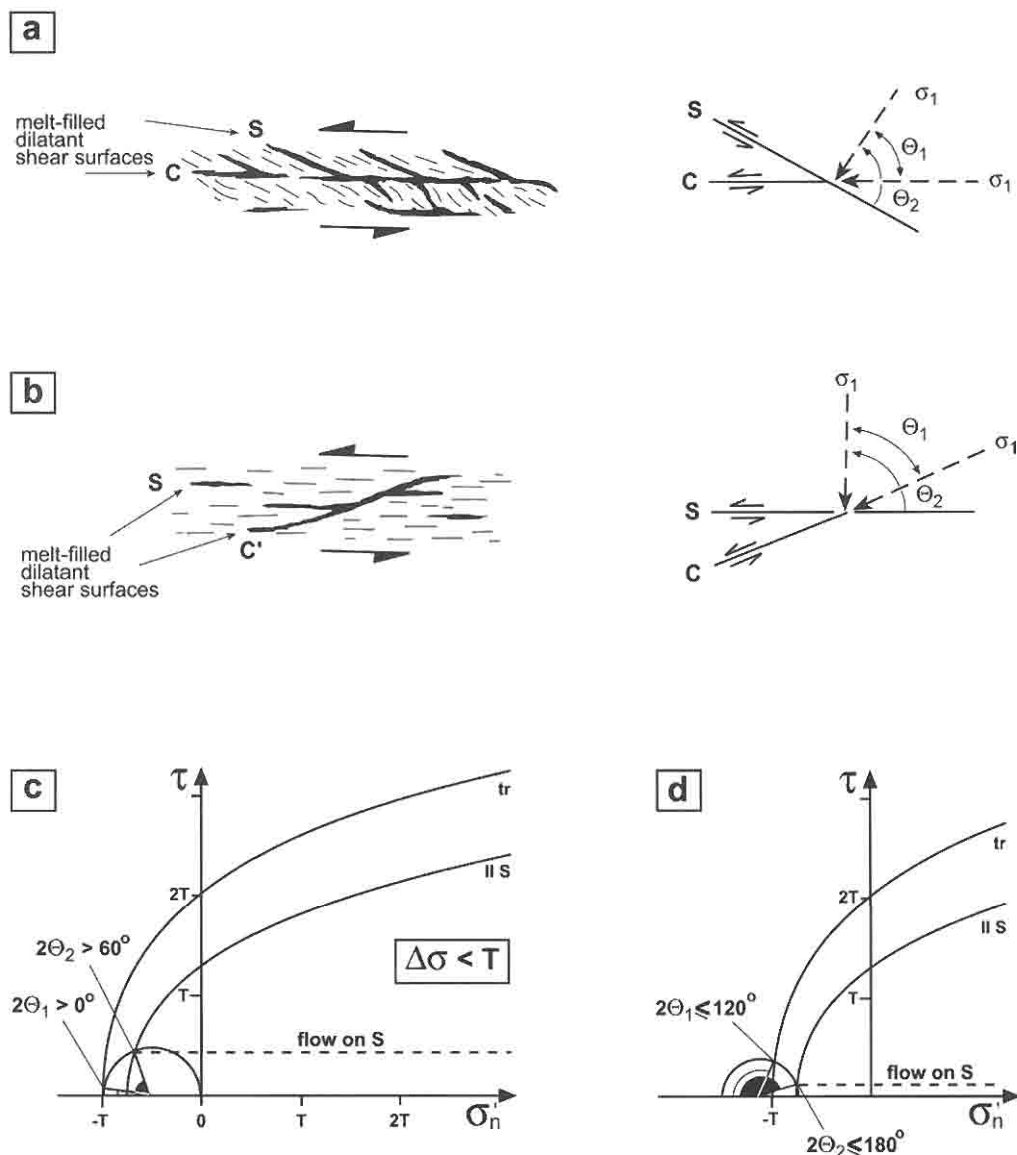 a
melt-filled
dilatant
shear surfaces
S
C
S
C
σ1
Θ1
σ1
Θ2
b
S
C'
melt-filled
dilatant
shear surfaces
σ1
Θ1
σ1
Θ2
S
C
c
τ
tr
II S
2T
T
2Θ2 > 60°
2Θ1 > 0°
Δσ < T
flow on S
-T
0
T
2T
σ'n
d
τ
tr
II S
2T
T
2Θ1 ⩽ 120°
flow on S
-T
σ'n
2Θ2 ⩽ 180°